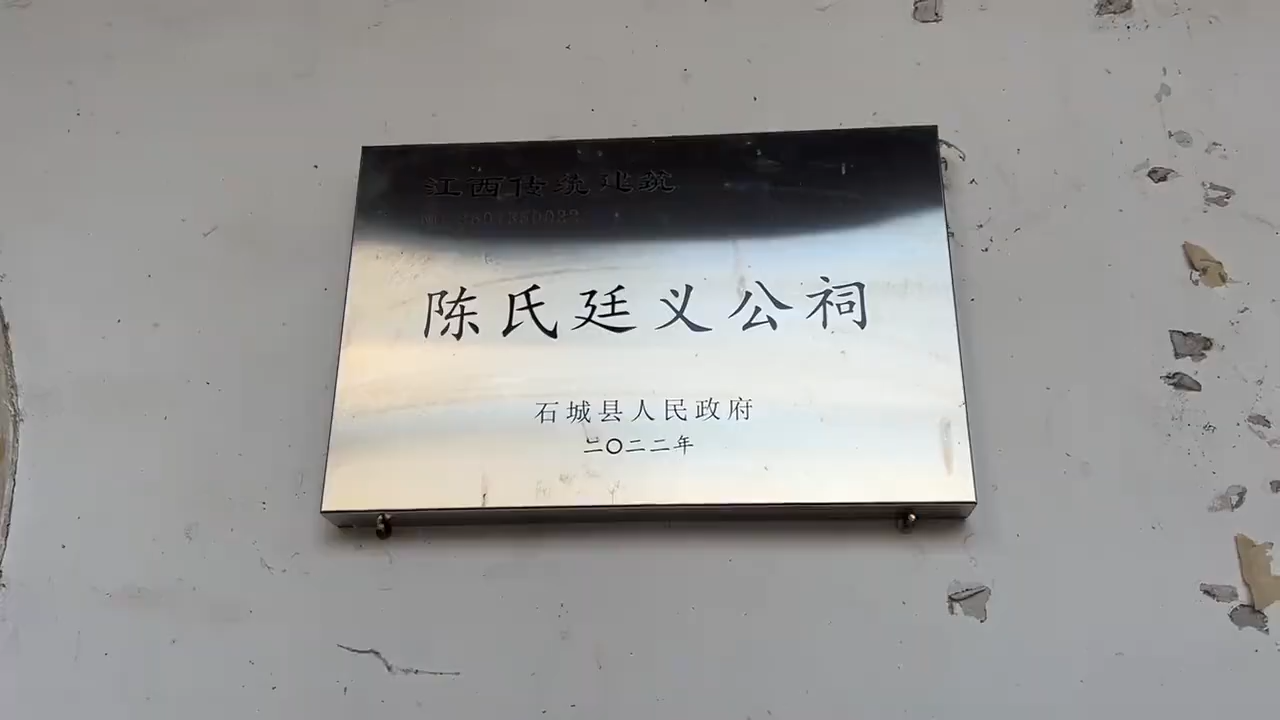 江西传统建筑
陈氏廷义公祠
石城县人民政府
二〇二二年